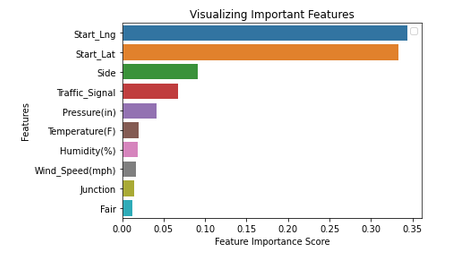 Visualizing Important Features
Start_Lng
Start_Lat
Side
Traffic_Signal
Pressure(in)
Temperature(F)
Humidity(%)
Wind_Speed(mph)
Junction
Fair
Features
0.00 0.05 0.10 0.15 0.20 0.25 0.30 0.35
Feature Importance Score